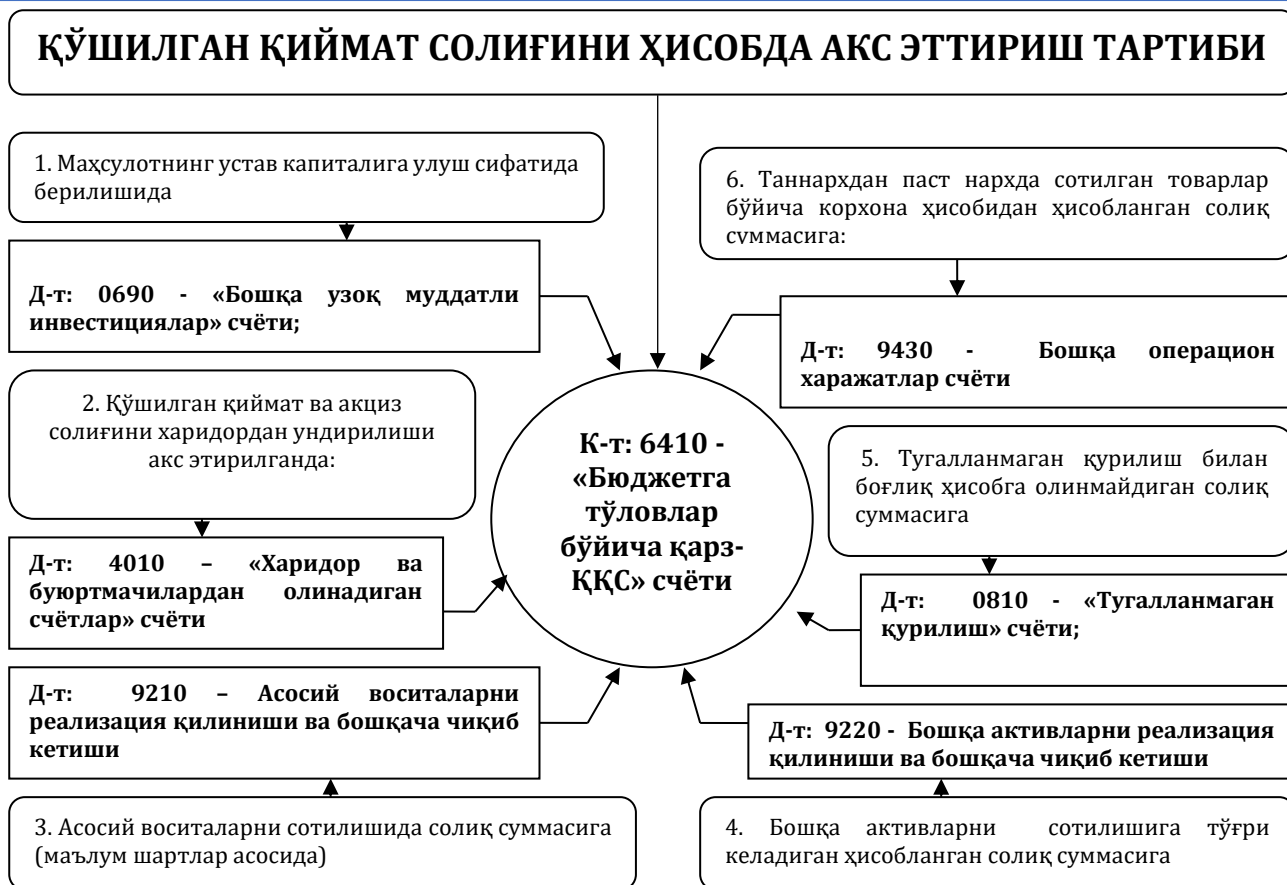 ҚЎШИЛГАН ҚИЙМАТ СОЛИҒИНИ ҲИСОБДА АКС ЭТТИРИШ ТАРТИБИ
1. Маҳсулотнинг устав капиталига улуш сифатида
берилишида
Д-т: 0690 - «Бошқа узоқ муддатли
инвестициялар» счёти;
2. Қўшилган қиймат ва акциз
солиғини харидордан ундирилиши
акс этирилганда:
Д-т: 4010 – «Харидор ва
буюртмачилардан олинадиган
счётлар» счёти
Д-т: 9210 – Асосий воситаларни
реализация қилиниши ва бошқача чиқиб
кетиши
3. Асосий воситаларни сотилишида солиқ суммасига
(маълум шартлар асосида)
К-т: 6410 -
«Бюджетга
тўловлар
бўйича қарз-
ҚҚС» счёти
6. Таннархдан паст нархда сотилган товарлар
бўйича корхона ҳисобидан ҳисобланган солиқ
суммасига:
Д-т: 9430 - Бошқа операцион
харажатлар счёти
5. Тугалланмаган қурилиш билан
боғлиқ ҳисобга олинмайдиган солиқ
суммасига
Д-т: 0810 - «Тугалланмаган
қурилиш» счёти;
Д-т: 9220 - Бошқа активларни реализация
қилиниши ва бошқача чиқиб кетиши
4. Бошқа активларни сотилишига тўғри
келадиган ҳисобланган солиқ суммасига